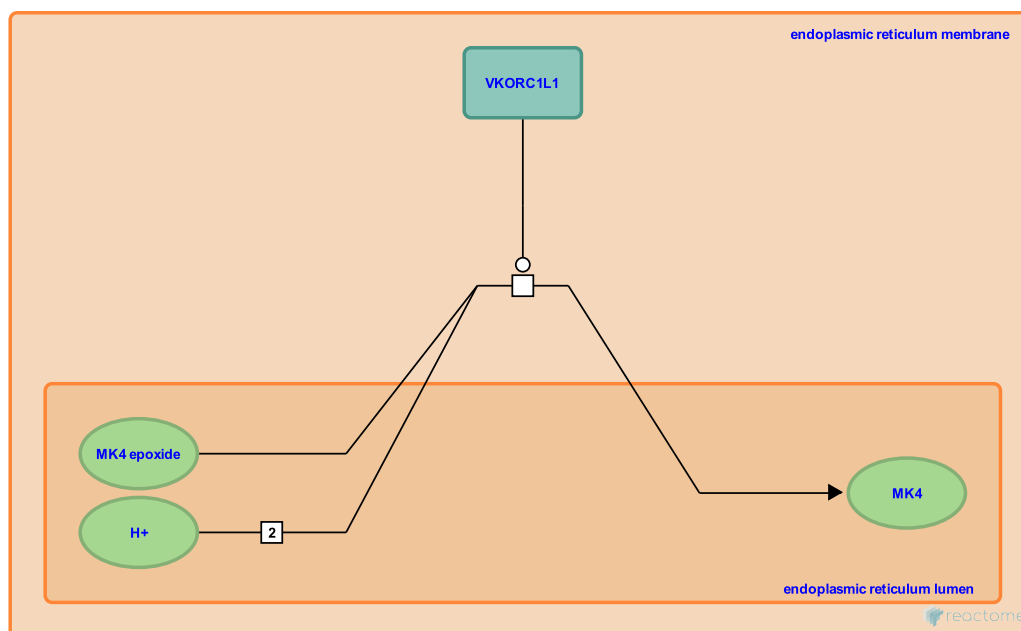 endoplasmic reticulum membrane
VKORC1L1
MK4 epoxide
H+
2
MK4
endoplasmic reticulum lumen
reactome